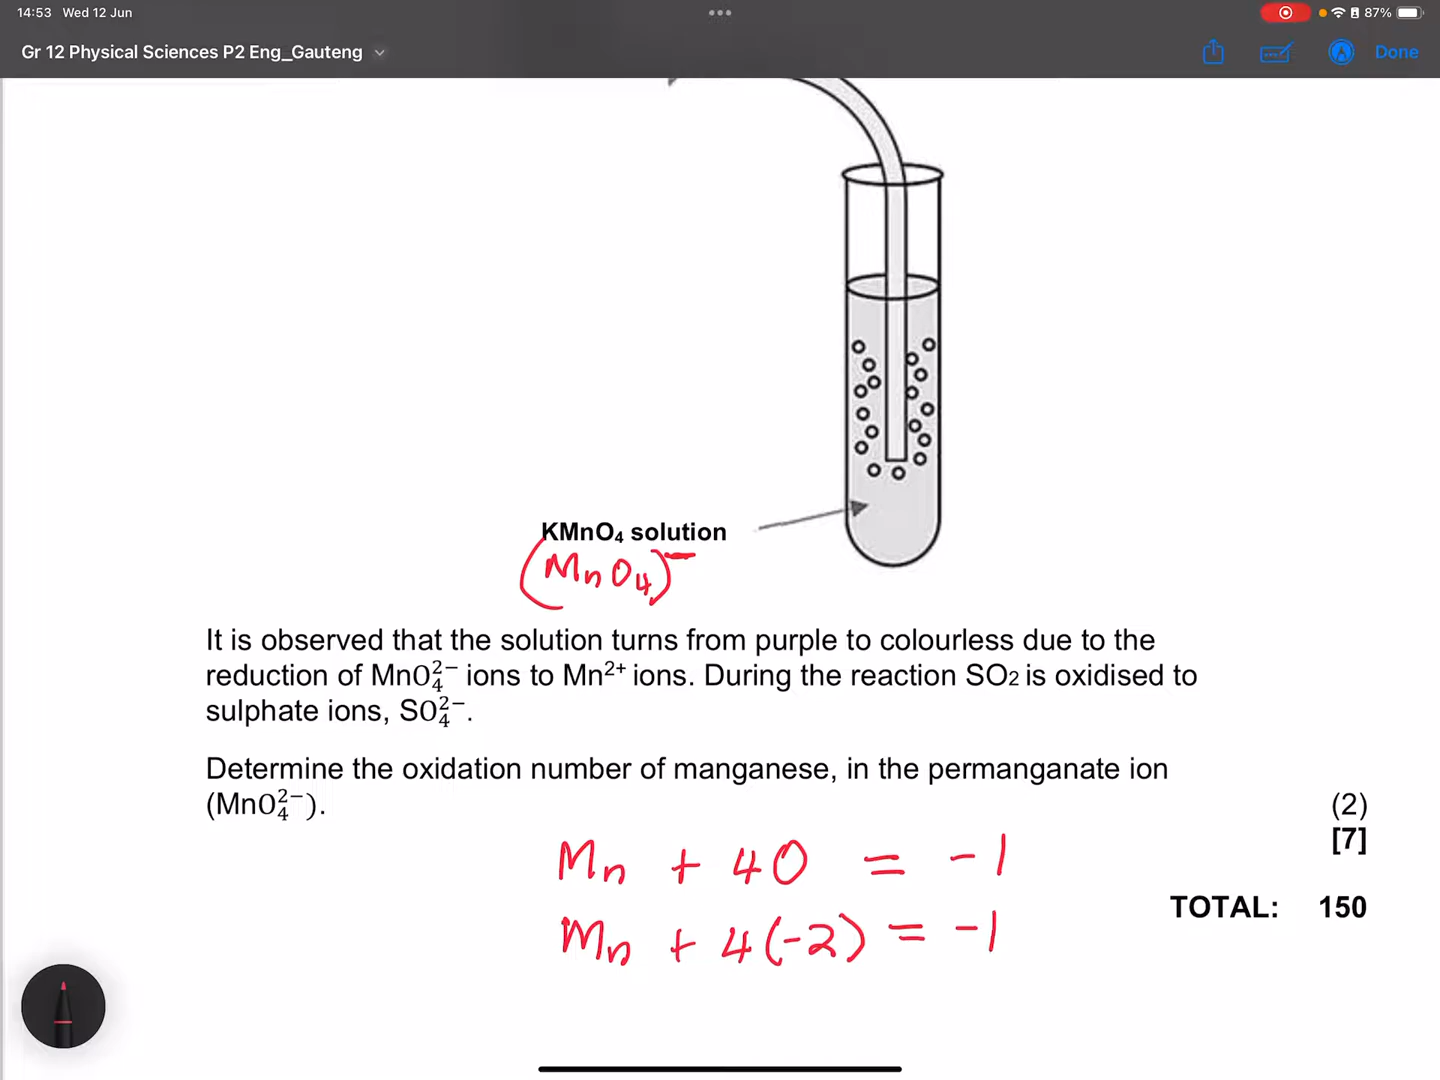 14:53 Wed 12 Jun
87%
Gr 12 Physical Sciences P2 Eng_Gauteng
Done
KMnO₄ solution
(MnO₄)⁻
It is observed that the solution turns from purple to colourless due to the
reduction of MnO₄²⁻ ions to Mn²⁺ ions. During the reaction SO₂ is oxidised to
sulphate ions, SO₄²⁻.
Determine the oxidation number of manganese, in the permanganate ion
(MnO₄²⁻).
(2)
[7]
Mn + 4O = -1
TOTAL: 150
Mn + 4(-2) = -1